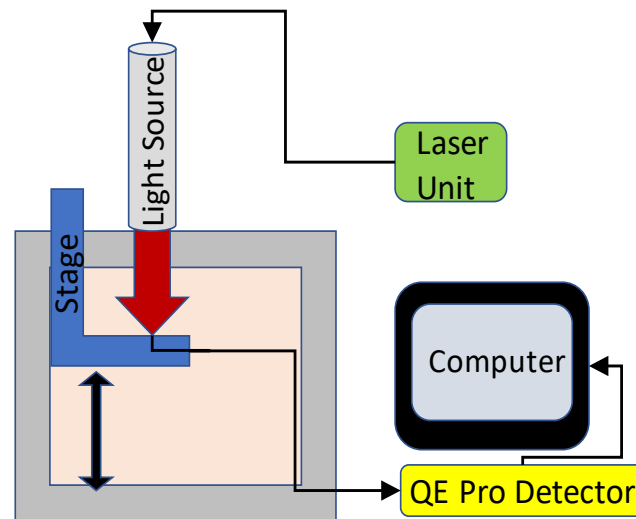 Light Source
Laser
Unit
Stage
Computer
QE Pro Detector